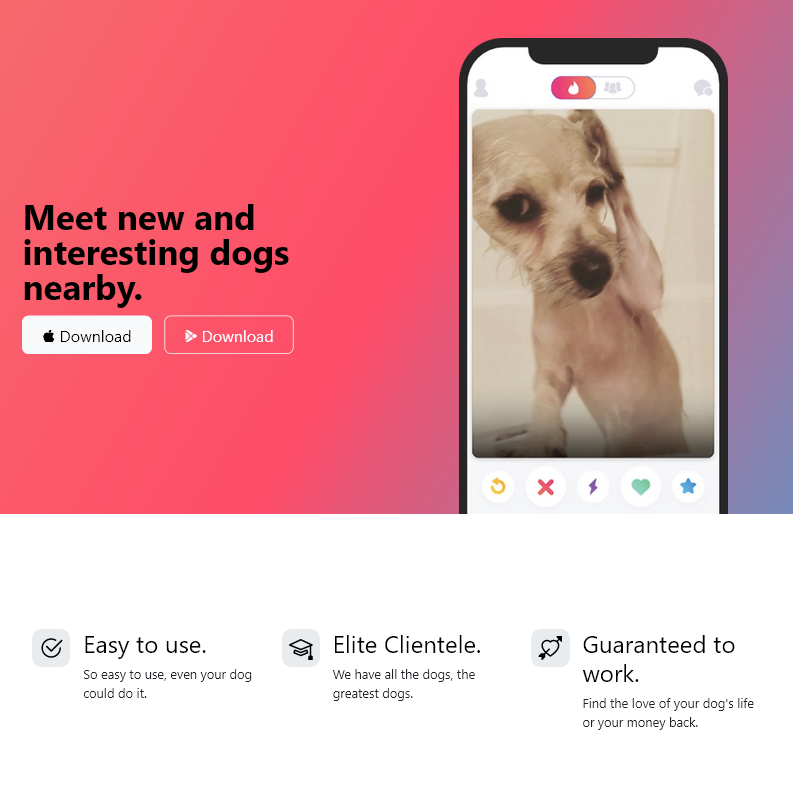 Meet new and
interesting dogs
nearby.
Download
Download
Easy to use.
So easy to use, even your dog
could do it.
Elite Clientele.
We have all the dogs, the
greatest dogs.
Guaranteed to
work.
Find the love of your dog's life
or your money back.